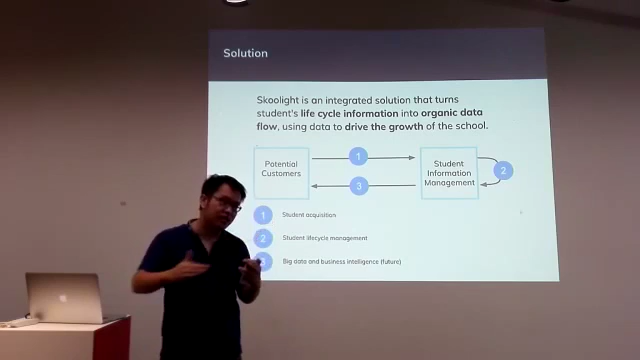 Solution
Skoolight is an integrated solution that turns
student's life cycle information into organic data
flow, using data to drive the growth of the school.
Potential
Customers
1
Student
Information
Management
2
3
1 Student acquisition
2 Student lifecycle management
Big data and business intelligence (future)